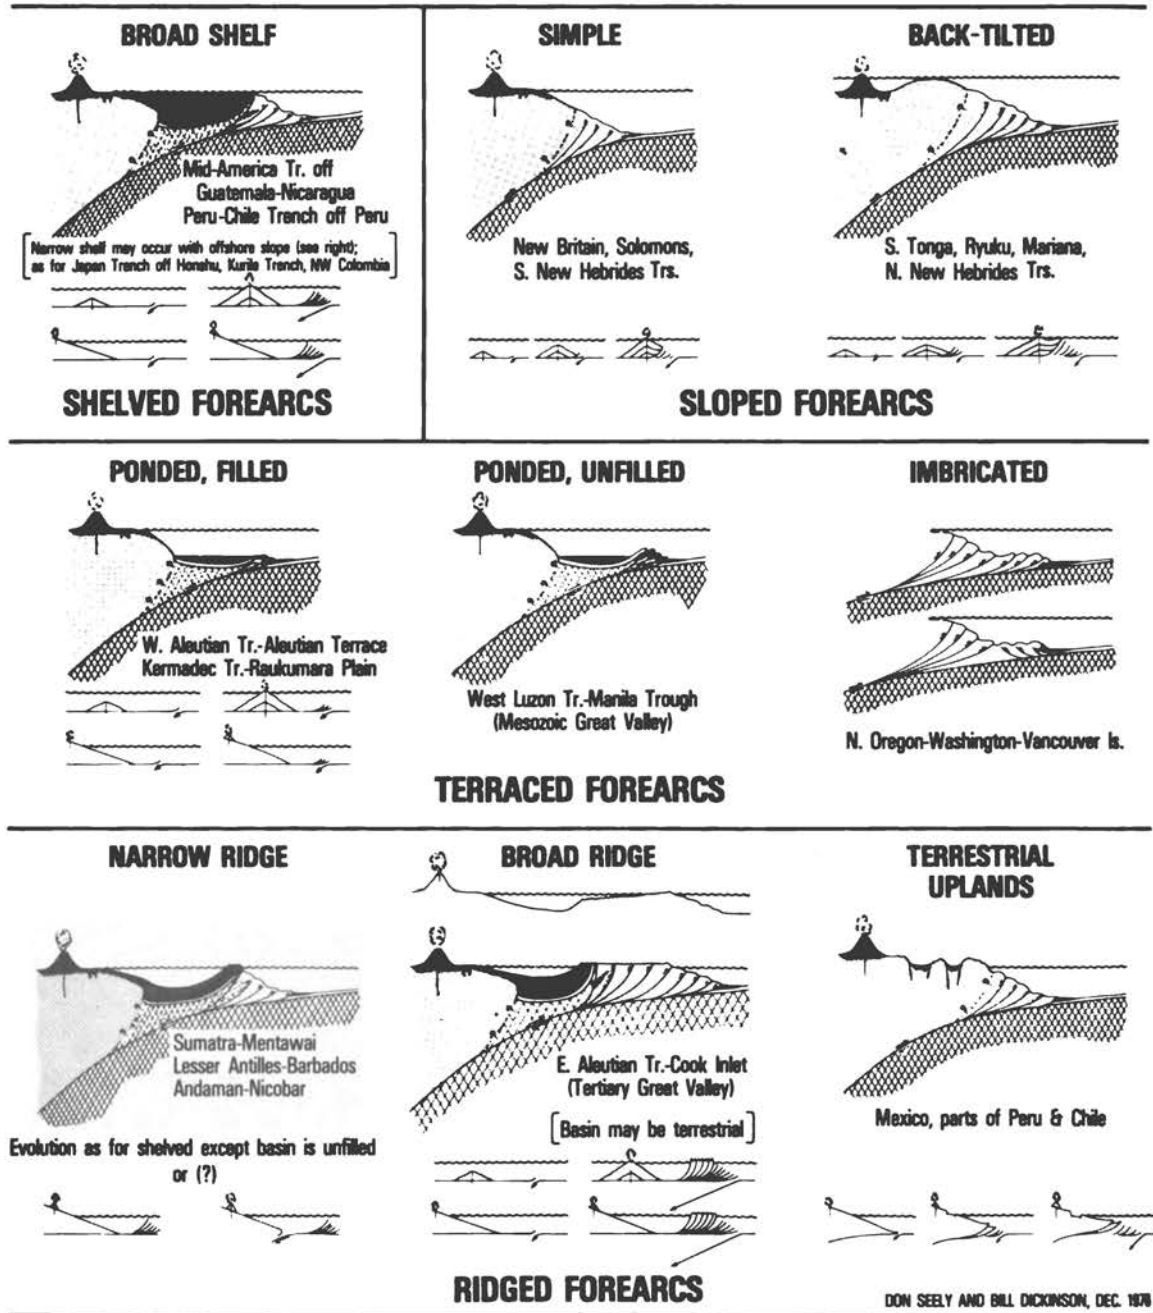 BROAD SHELF
Mid-America Tr. off
Guatemala-Nicaragua
Peru-Chile Trench off Peru
[Narrow shelf may occur with offshore slope (see right);
as for Japan Trench off Honshu, Kurile Trench, NW Colombia]
SHELVED FOREARCS
SIMPLE
New Britain, Solomons,
S. New Hebrides Trs.
BACK-TILTED
S. Tonga, Ryuku, Mariana,
N. New Hebrides Trs.
SLOPED FOREARCS
PONDED, FILLED
W. Aleutian Tr.-Aleutian Terrace
Kermadec Tr.-Raukumara Plain
PONDED, UNFILLED
West Luzon Tr.-Manila Trough
(Mesozoic Great Valley)
IMBRICATED
N. Oregon-Washington-Vancouver Is.
TERRACED FOREARCS
NARROW RIDGE
Sumatra-Mentawai
Lesser Antilles-Barbados
Andaman-Nicobar
Evolution as for shelved except basin is unfilled
or (?)
BROAD RIDGE
E. Aleutian Tr.-Cook Inlet
(Tertiary Great Valley)
[Basin may be terrestrial]
TERRESTRIAL
UPLANDS
Mexico, parts of Peru & Chile
RIDGED FOREARCS
DON SEELY AND BILL DICKINSON, DEC. 1976